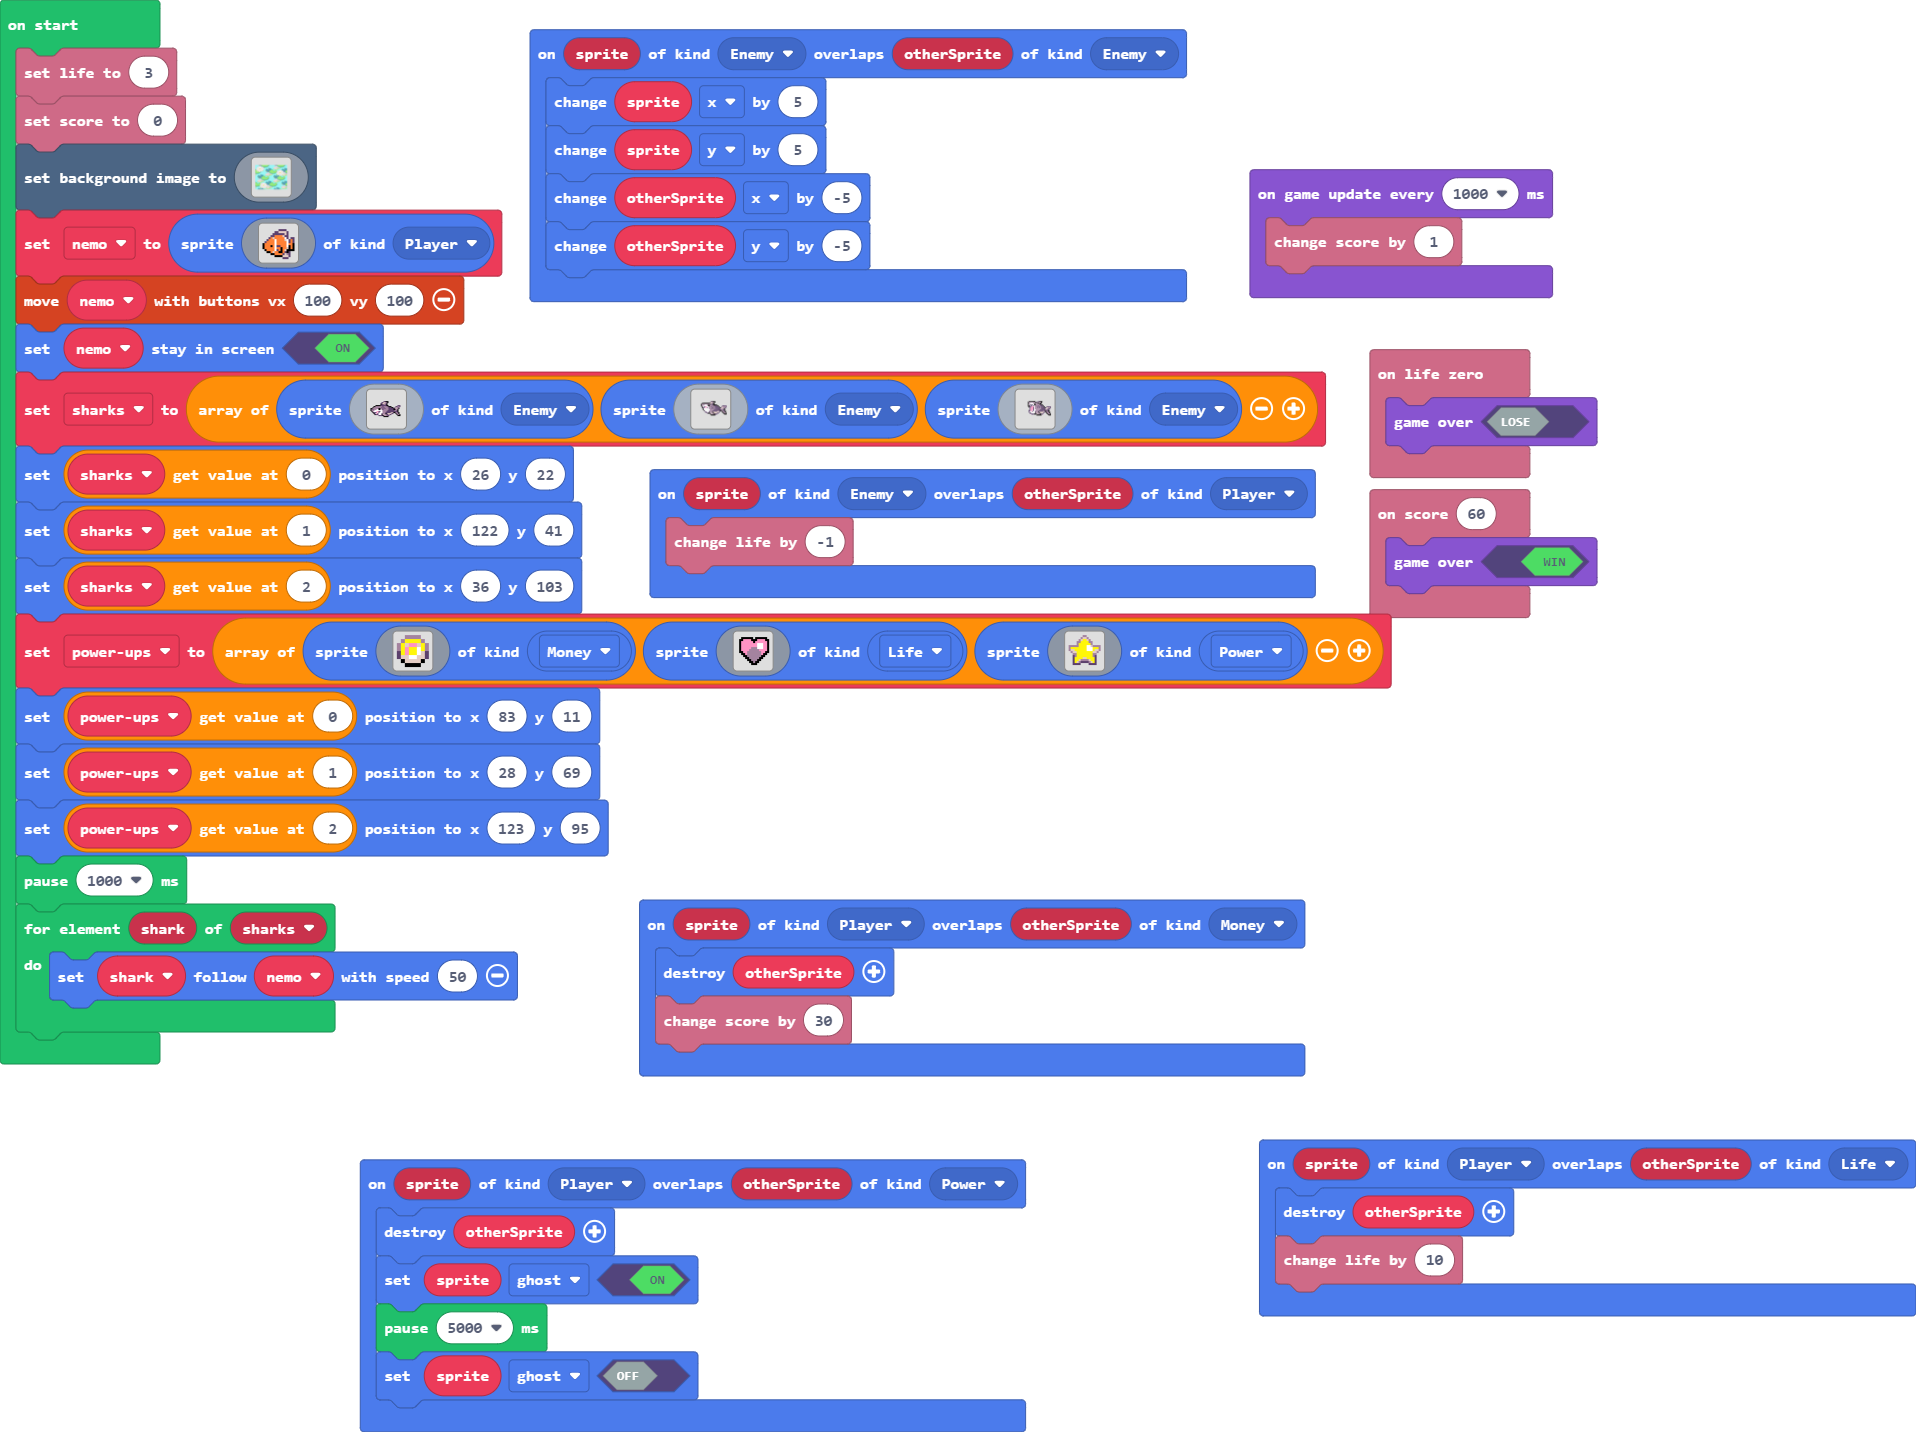 on start
set life to 3
set score to 0
set background image to
set nemo to sprite of kind Player
move nemo with buttons vx 100 vy 100
set nemo stay in screen ON
set sharks to array of sprite of kind Enemy sprite of kind Enemy sprite of kind Enemy
set sharks get value at 0 position to x 26 y 22
set sharks get value at 1 position to x 122 y 41
set sharks get value at 2 position to x 36 y 103
set power-ups to array of sprite of kind Money sprite of kind Life sprite of kind Power
set power-ups get value at 0 position to x 83 y 11
set power-ups get value at 1 position to x 28 y 69
set power-ups get value at 2 position to x 123 y 95
pause 1000 ms
for element shark of sharks
do set shark follow nemo with speed 50
on sprite of kind Enemy overlaps otherSprite of kind Enemy
change sprite x by 5
change sprite y by 5
change otherSprite x by -5
change otherSprite y by -5
on game update every 1000 ms
change score by 1
on life zero
game over LOSE
on sprite of kind Enemy overlaps otherSprite of kind Player
change life by -1
on score 60
game over WIN
on sprite of kind Player overlaps otherSprite of kind Money
destroy otherSprite
change score by 30
on sprite of kind Player overlaps otherSprite of kind Power
destroy otherSprite
set sprite ghost ON
pause 5000 ms
set sprite ghost OFF
on sprite of kind Player overlaps otherSprite of kind Life
destroy otherSprite
change life by 10